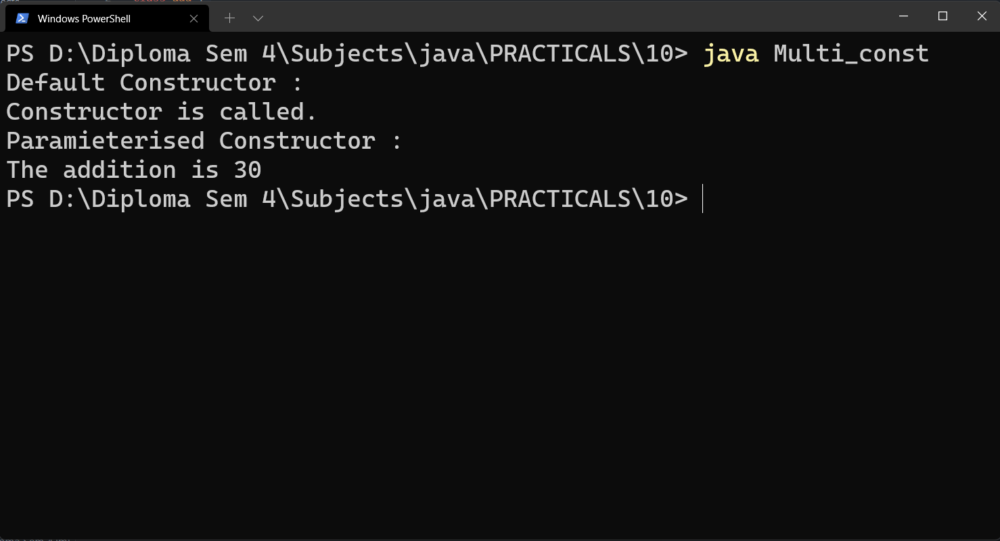 Windows PowerShell
PS D:\Diploma Sem 4\Subjects\java\PRACTICALS\10> java Multi_const
Default Constructor :
Constructor is called.
Paramieterised Constructor :
The addition is 30
PS D:\Diploma Sem 4\Subjects\java\PRACTICALS\10>